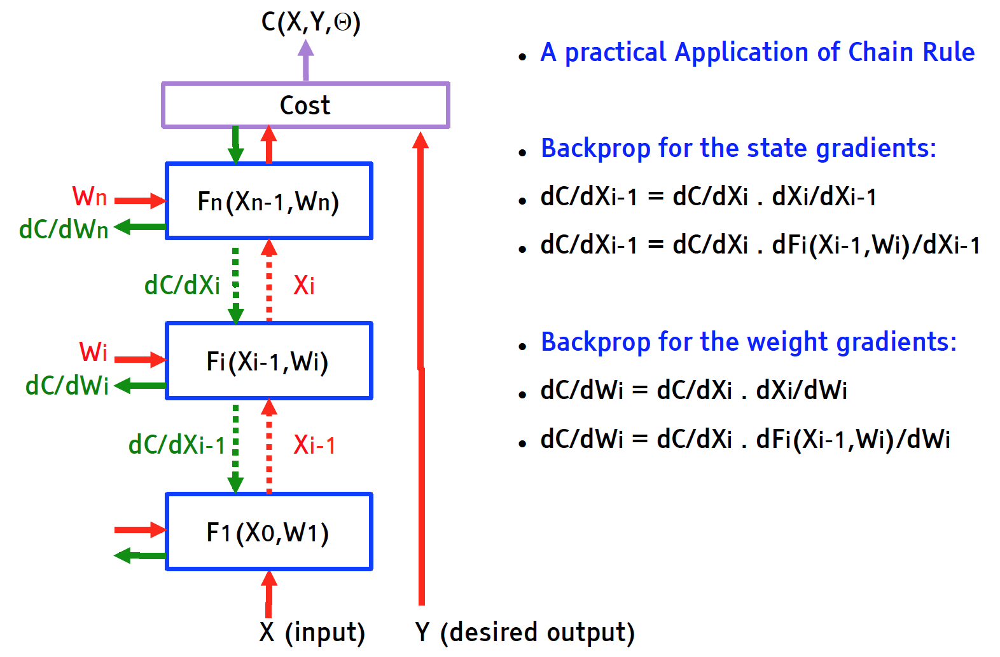 C(X,Y,Θ)
Cost
Wn
dC/dWn
Fn(Xn-1,Wn)
dC/dXi
Xi
Wi
dC/dWi
Fi(Xi-1,Wi)
dC/dXi-1
Xi-1
F1(X0,W1)
X (input)
Y (desired output)
• A practical Application of Chain Rule
• Backprop for the state gradients:
• dC/dXi-1 = dC/dXi . dXi/dXi-1
• dC/dXi-1 = dC/dXi . dFi(Xi-1,Wi)/dXi-1
• Backprop for the weight gradients:
• dC/dWi = dC/dXi . dXi/dWi
• dC/dWi = dC/dXi . dFi(Xi-1,Wi)/dWi